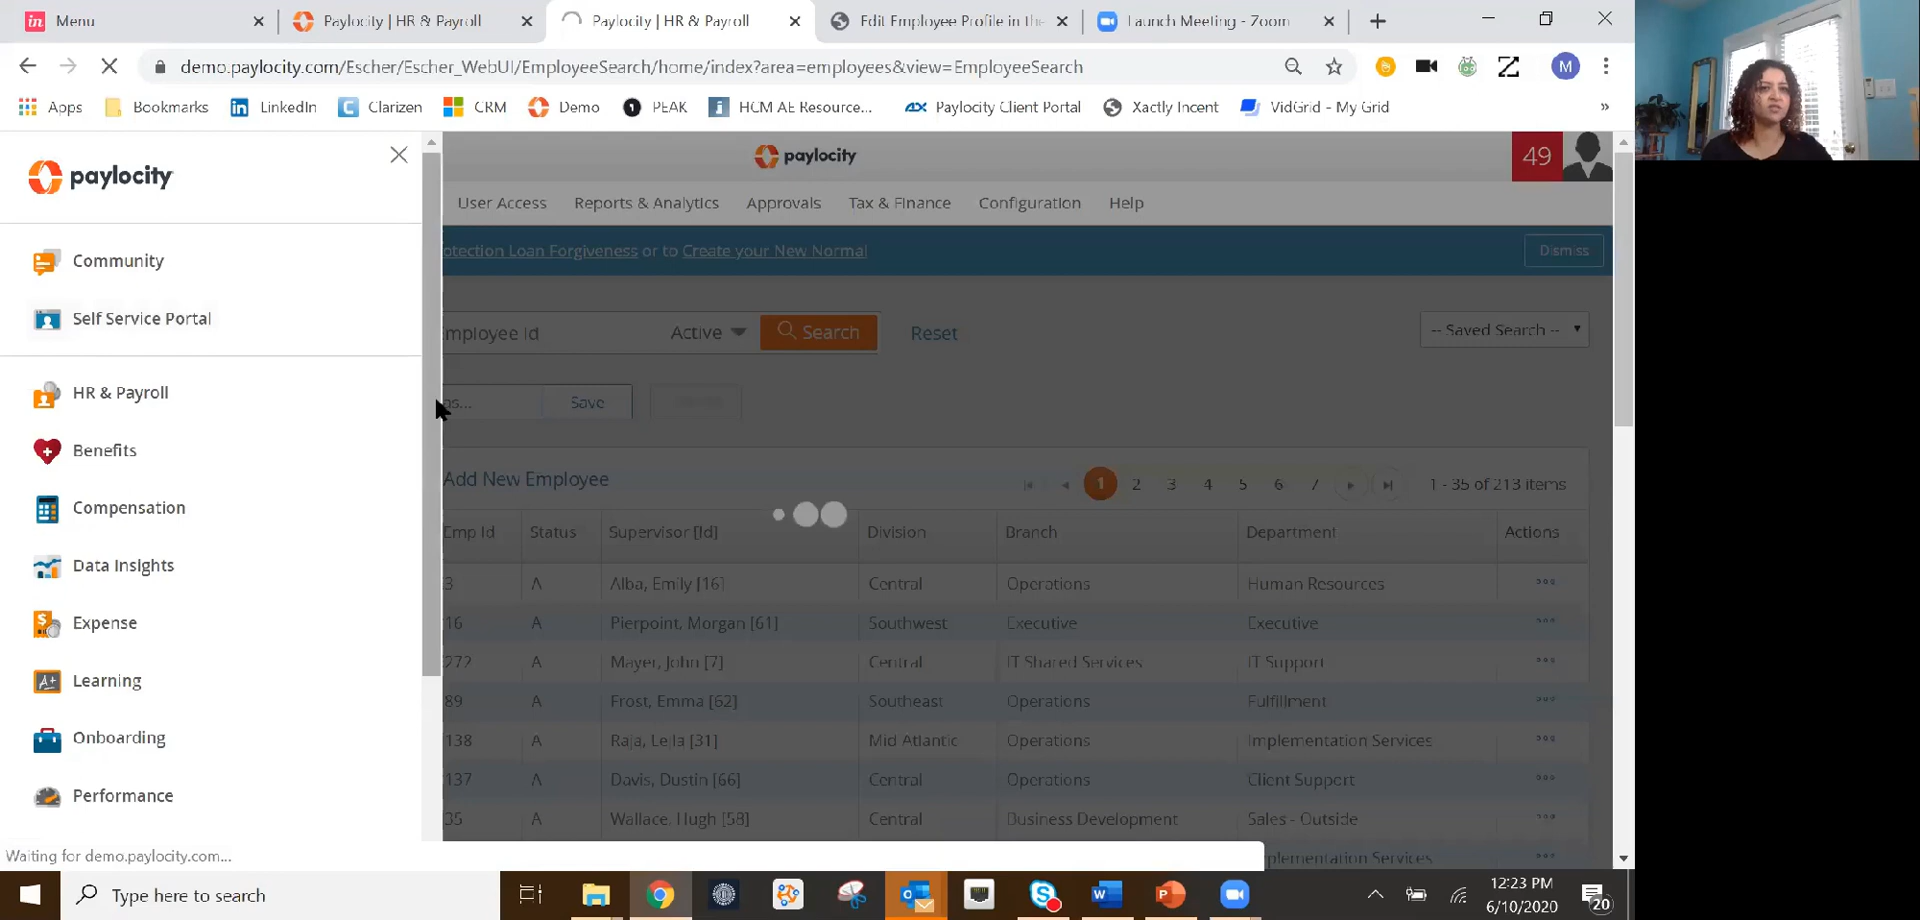 Menu
Paylocity | HR & Payroll
Paylocity | HR & Payroll
Edit Employee Profile in the
Launch Meeting - Zoom
demo.paylocity.com/Escher/Escher_WebUI/EmployeeSearch/home/index?area=employees&view=EmployeeSearch
M
Apps
Bookmarks
LinkedIn
Clarizen
CRM
Demo
PEAK
HCM AE Resource...
Paylocity Client Portal
Xactly Incent
VidGrid - My Grid
»
paylocity
paylocity
49
User Access
Reports & Analytics
Approvals
Tax & Finance
Configuration
Help
otection Loan Forgiveness or to Create your New Normal
Dismiss
Community
Self Service Portal
HR & Payroll
Benefits
Compensation
Data Insights
Expense
Learning
Onboarding
Performance
mployee Id
Active
Search
Reset
-- Saved Search --
as...
Save
Add New Employee
1 2 3 4 5 6 7
1 - 35 of 213 items
Emp Id Status Supervisor [Id] Division Branch Department Actions
3 A Alba, Emily [16] Central Operations Human Resources
16 A Pierpoint, Morgan [61] Southwest Executive Executive
272 A Mayer, John [7] Central IT Shared Services IT Support
89 A Frost, Emma [62] Southeast Operations Fulfillment
138 A Raja, Leila [31] Mid Atlantic Operations Implementation Services
137 A Davis, Dustin [66] Central Operations Client Support
35 A Wallace, Hugh [58] Central Business Development Sales - Outside
plementation Services
Waiting for demo.paylocity.com...
Type here to search
12:23 PM
6/10/2020
20